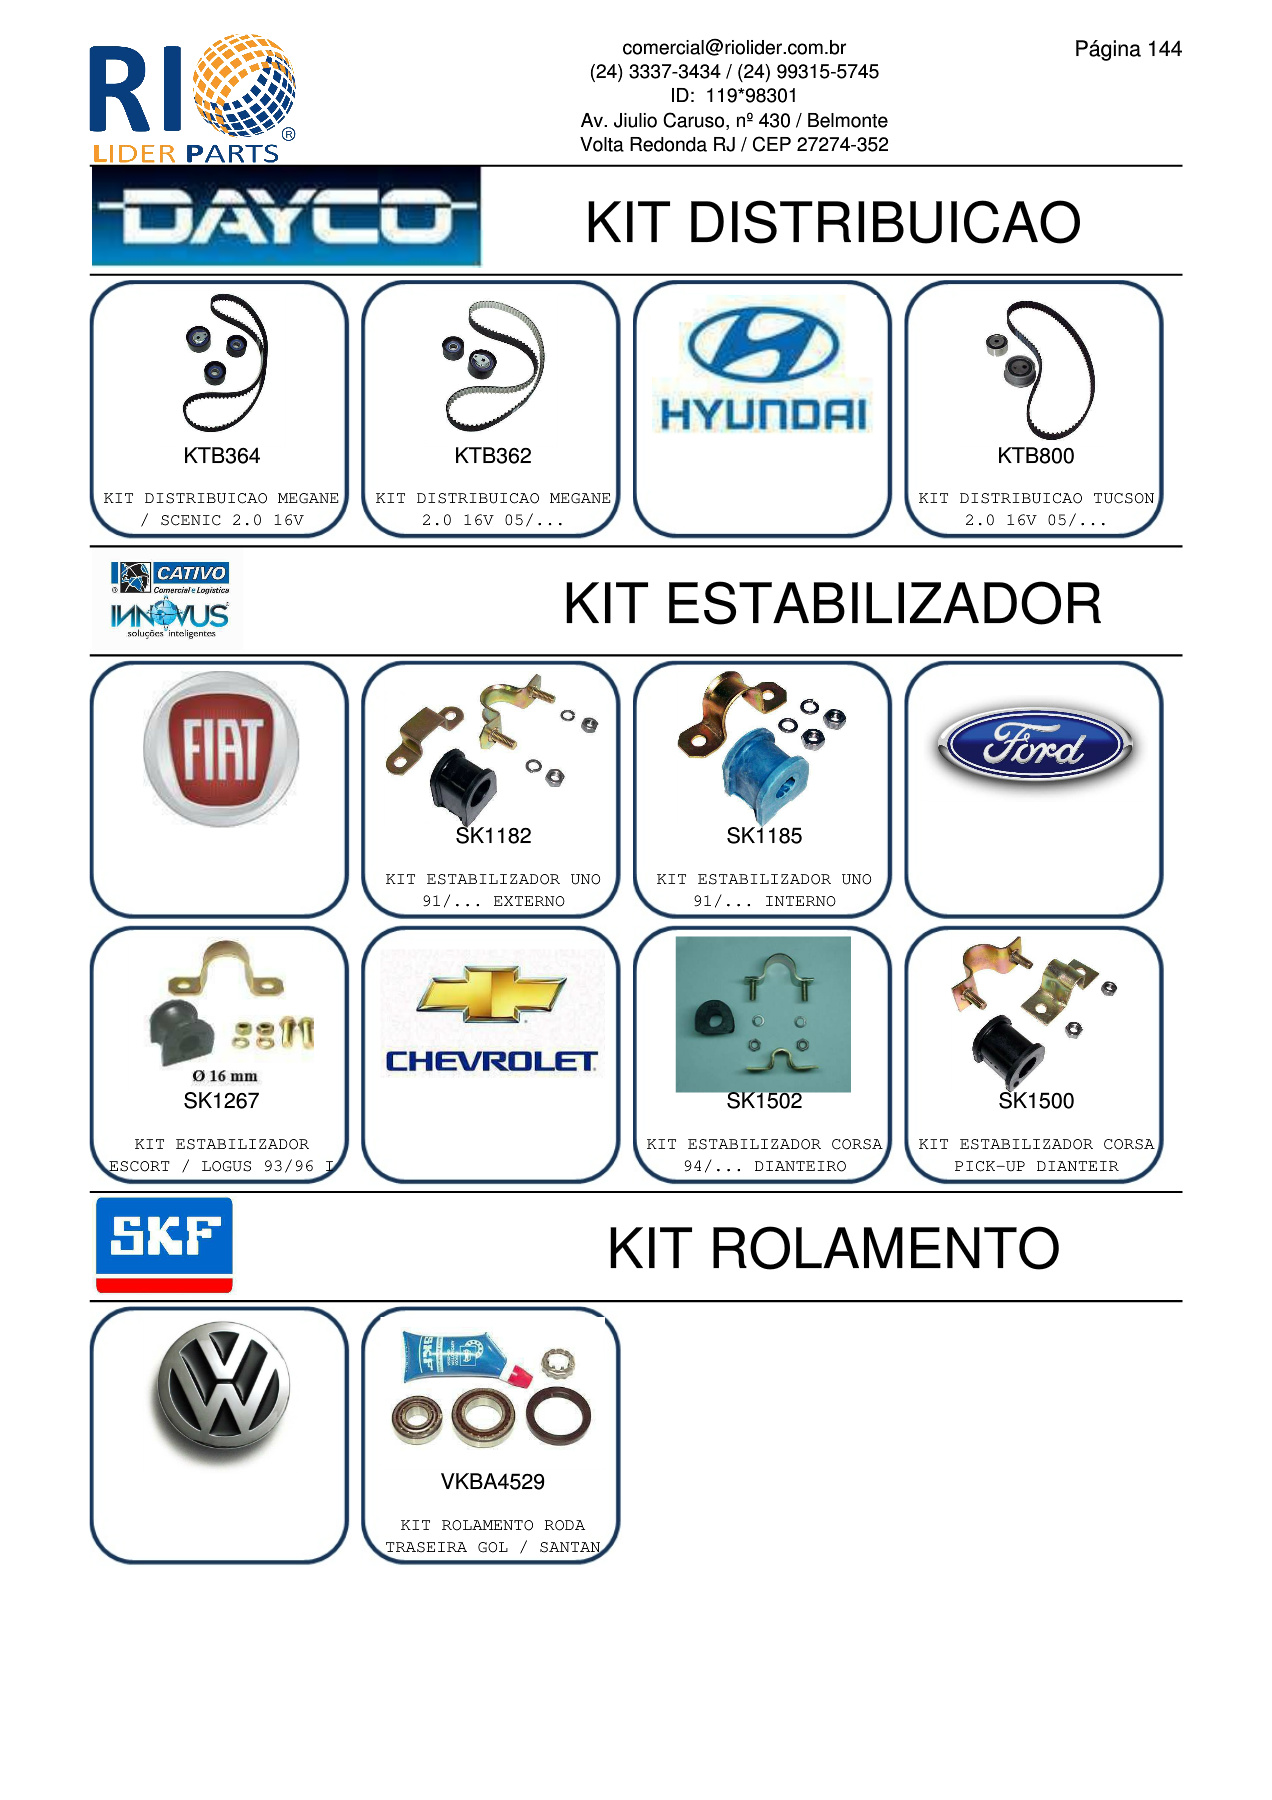 RIO
LIDER PARTS
®
comercial@riolider.com.br
(24) 3337-3434 / (24) 99315-5745
ID:  119*98301
Av. Jiulio Caruso, nº 430 / Belmonte
Volta Redonda RJ / CEP 27274-352
Página 144
DAYCO
KIT DISTRIBUICAO
KTB364
KIT DISTRIBUICAO MEGANE
/ SCENIC 2.0 16V
KTB362
KIT DISTRIBUICAO MEGANE
2.0 16V 05/...
HYUNDAI
KTB800
KIT DISTRIBUICAO TUCSON
2.0 16V 05/...
CATIVO
Comercial e Logística
INNOVUS
soluções inteligentes
KIT ESTABILIZADOR
FIAT
SK1182
KIT ESTABILIZADOR UNO
91/... EXTERNO
SK1185
KIT ESTABILIZADOR UNO
91/... INTERNO
Ford
Ø 16 mm
SK1267
KIT ESTABILIZADOR
ESCORT / LOGUS 93/96 I
CHEVROLET
SK1502
KIT ESTABILIZADOR CORSA
94/... DIANTEIRO
SK1500
KIT ESTABILIZADOR CORSA
PICK-UP DIANTEIR
SKF
KIT ROLAMENTO
VW
SKF
VKBA4529
KIT ROLAMENTO RODA
TRASEIRA GOL / SANTAN